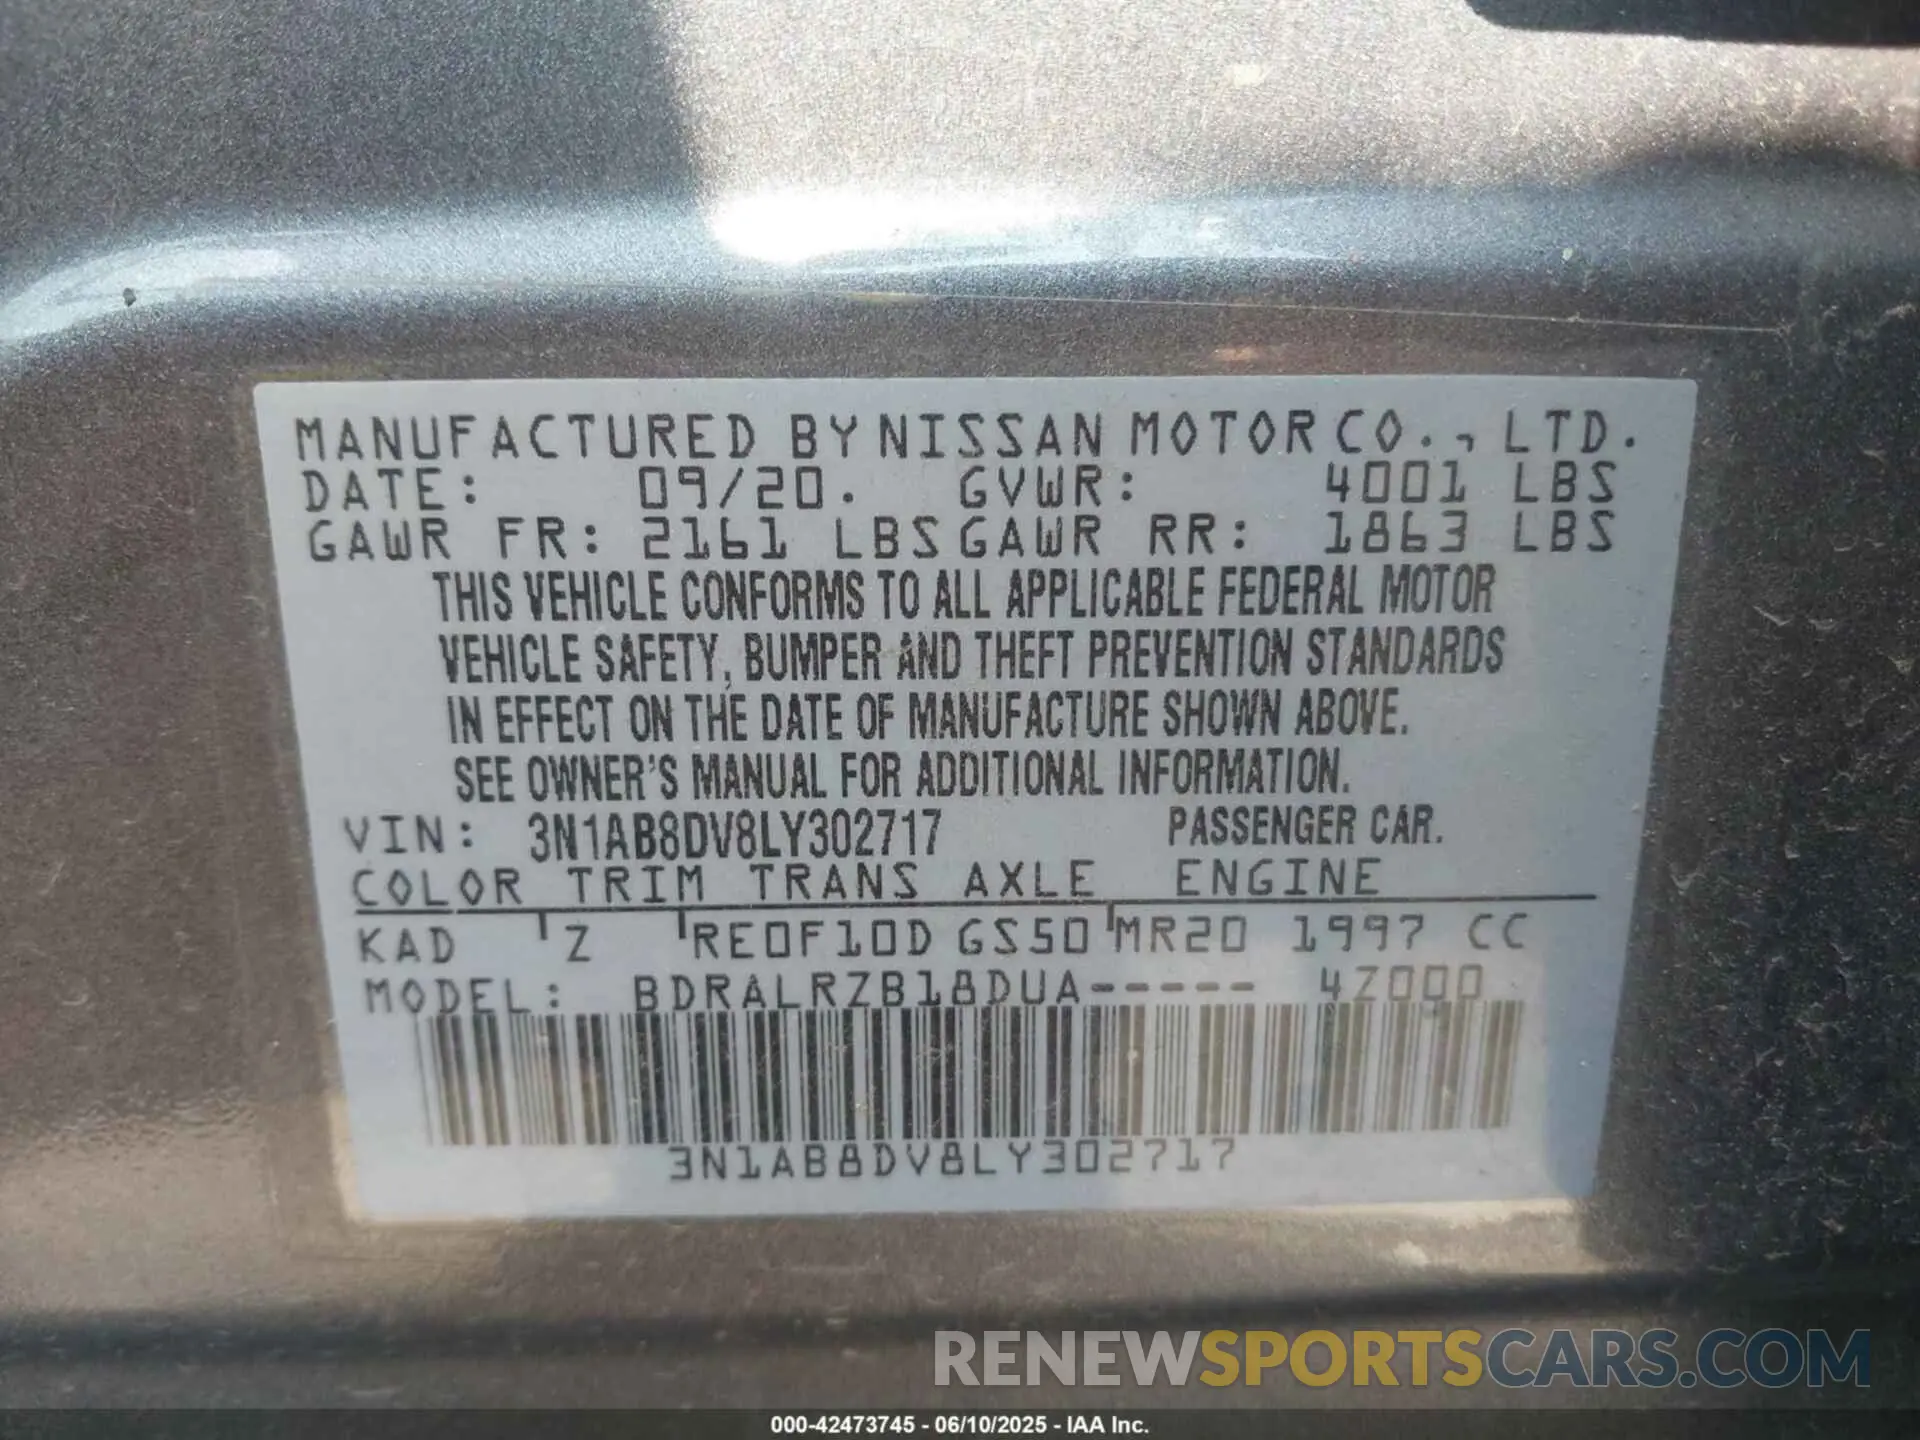 MANUFACTURED BY NISSAN MOTOR CO., LTD.
DATE: 09/20. GVWR: 4001 LBS
GAWR FR: 2161 LBS GAWR RR: 1863 LBS
THIS VEHICLE CONFORMS TO ALL APPLICABLE FEDERAL MOTOR
VEHICLE SAFETY, BUMPER AND THEFT PREVENTION STANDARDS
IN EFFECT ON THE DATE OF MANUFACTURE SHOWN ABOVE.
SEE OWNER'S MANUAL FOR ADDITIONAL INFORMATION.
VIN: 3N1AB8DV8LY302717 PASSENGER CAR.
COLOR TRIM TRANS AXLE ENGINE
KAD Z RE0F10D GS50 MR20 1997 CC
MODEL: BDRALRZB18DUA----- 4Z000
3N1AB8DV8LY302717
RENEWSPORTSCARS.COM
000-42473745 - 06/10/2025 - IAA Inc.